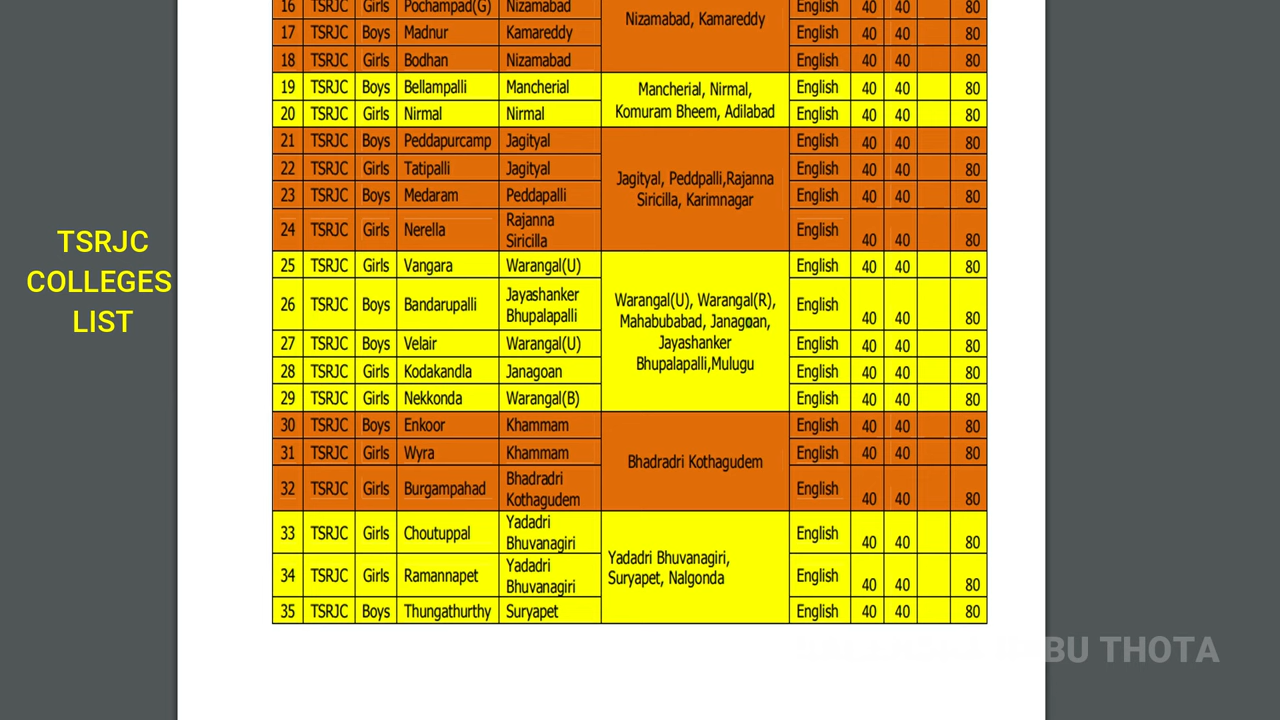 TSRJC
COLLEGES
LIST
16 TSRJC Girls Pochampad(G) Nizamabad English 40 40 80
Nizamabad, Kamareddy
17 TSRJC Boys Madnur Kamareddy English 40 40 80
18 TSRJC Girls Bodhan Nizamabad English 40 40 80
19 TSRJC Boys Bellampalli Mancherial Mancherial, Nirmal, English 40 40 80
20 TSRJC Girls Nirmal Nirmal Komuram Bheem, Adilabad English 40 40 80
21 TSRJC Boys Peddapurcamp Jagityal English 40 40 80
22 TSRJC Girls Tatipalli Jagityal Jagityal, Peddpalli,Rajanna English 40 40 80
23 TSRJC Boys Medaram Peddapalli Siricilla, Karimnagar English 40 40 80
24 TSRJC Girls Nerella Rajanna English
Siricilla 40 40 80
25 TSRJC Girls Vangara Warangal(U) English 40 40 80
26 TSRJC Boys Bandarupalli Jayashanker Warangal(U), Warangal(R), English
Bhupalapalli Mahabubabad, Janagoan, 40 40 80
27 TSRJC Boys Velair Warangal(U) Jayashanker English 40 40 80
28 TSRJC Girls Kodakandla Janagoan Bhupalapalli,Mulugu English 40 40 80
29 TSRJC Girls Nekkonda Warangal(B) English 40 40 80
30 TSRJC Boys Enkoor Khammam English 40 40 80
31 TSRJC Girls Wyra Khammam Bhadradri Kothagudem English 40 40 80
32 TSRJC Girls Burgampahad Bhadradri English
Kothagudem 40 40 80
33 TSRJC Girls Choutuppal Yadadri English
Bhuvanagiri 40 40 80
34 TSRJC Girls Ramannapet Yadadri Yadadri Bhuvanagiri, English
Bhuvanagiri Suryapet, Nalgonda 40 40 80
35 TSRJC Boys Thungathurthy Suryapet English 40 40 80
THOTA